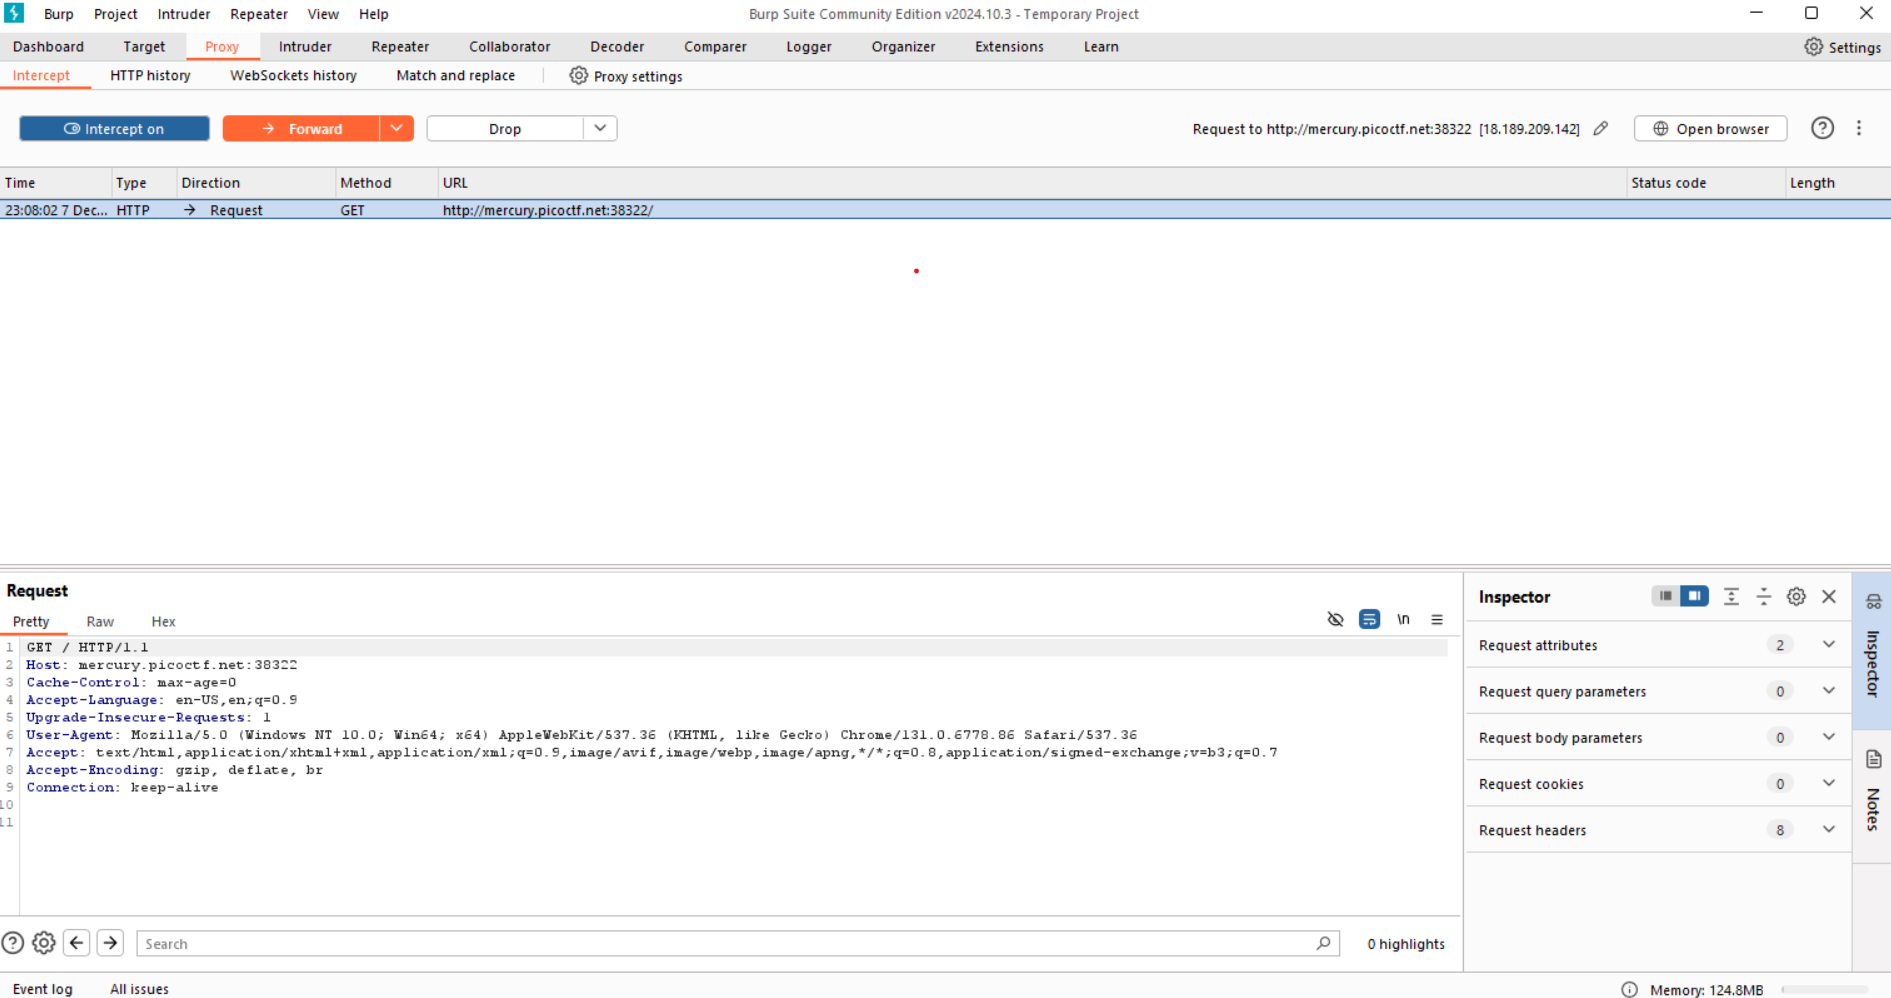 Burp Project Intruder Repeater View Help Burp Suite Community Edition v2024.10.3 - Temporary Project
Dashboard Target Proxy Intruder Repeater Collaborator Decoder Comparer Logger Organizer Extensions Learn Settings
Intercept HTTP history WebSockets history Match and replace Proxy settings
Intercept on Forward Drop Request to http://mercury.picoctf.net:38322 [18.189.209.142] Open browser
Time Type Direction Method URL Status code Length
23:08:02 7 Dec... HTTP → Request GET http://mercury.picoctf.net:38322/
Request
Pretty Raw Hex \n
1 GET / HTTP/1.1
2 Host: mercury.picoctf.net:38322
3 Cache-Control: max-age=0
4 Accept-Language: en-US,en;q=0.9
5 Upgrade-Insecure-Requests: 1
6 User-Agent: Mozilla/5.0 (Windows NT 10.0; Win64; x64) AppleWebKit/537.36 (KHTML, like Gecko) Chrome/131.0.6778.86 Safari/537.36
7 Accept: text/html,application/xhtml+xml,application/xml;q=0.9,image/avif,image/webp,image/apng,*/*;q=0.8,application/signed-exchange;v=b3;q=0.7
8 Accept-Encoding: gzip, deflate, br
9 Connection: keep-alive
10
11
Search 0 highlights
Inspector
Request attributes 2
Request query parameters 0
Request body parameters 0
Request cookies 0
Request headers 8
Inspector
Notes
Event log All issues Memory: 124.8MB